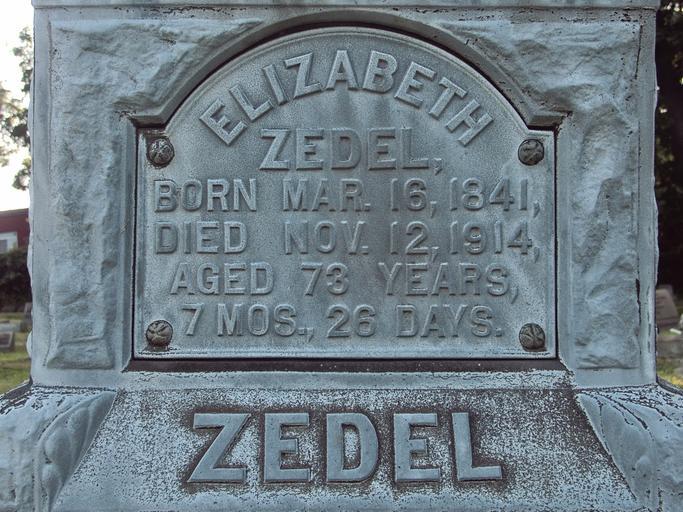 ELIZABETH
ZEDEL,
BORN MAR. 16, 1841,
DIED NOV. 12, 1914,
AGED 73 YEARS,
7 MOS., 26 DAYS.
ZEDEL